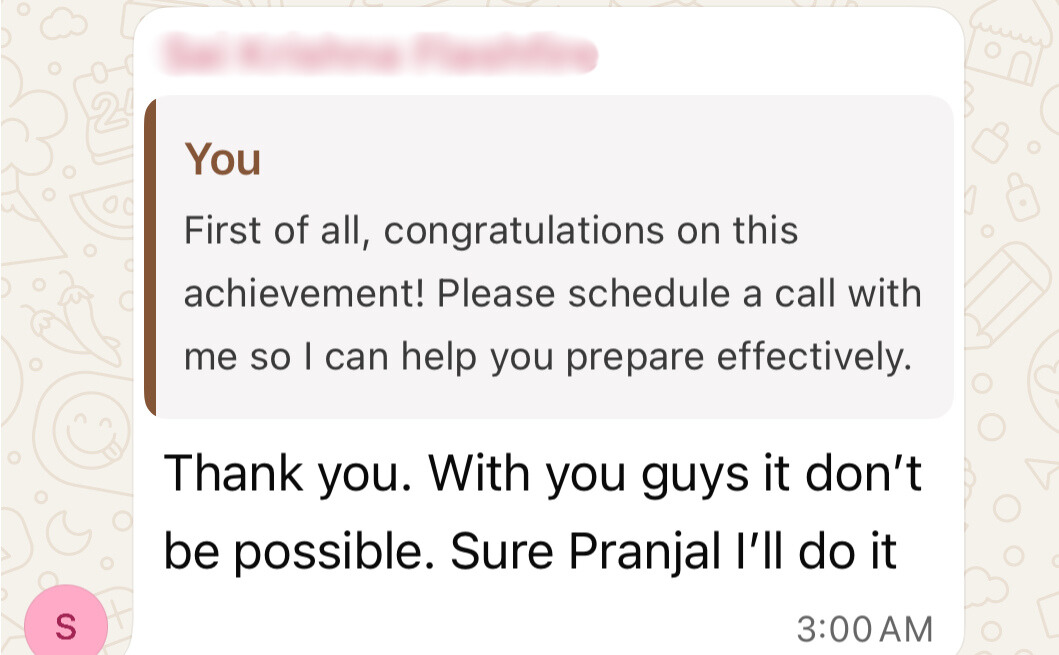 You
First of all, congratulations on this
achievement! Please schedule a call with
me so I can help you prepare effectively.
Thank you. With you guys it don’t
be possible. Sure Pranjal I’ll do it
3:00 AM
S